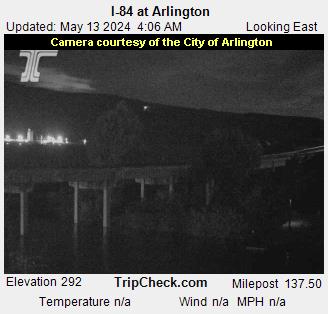 I-84 at Arlington
Updated: May 13 2024 4:06 AM Looking East
Camera courtesy of the City of Arlington
Elevation 292 TripCheck.com Milepost 137.50
Temperature n/a Wind n/a MPH n/a